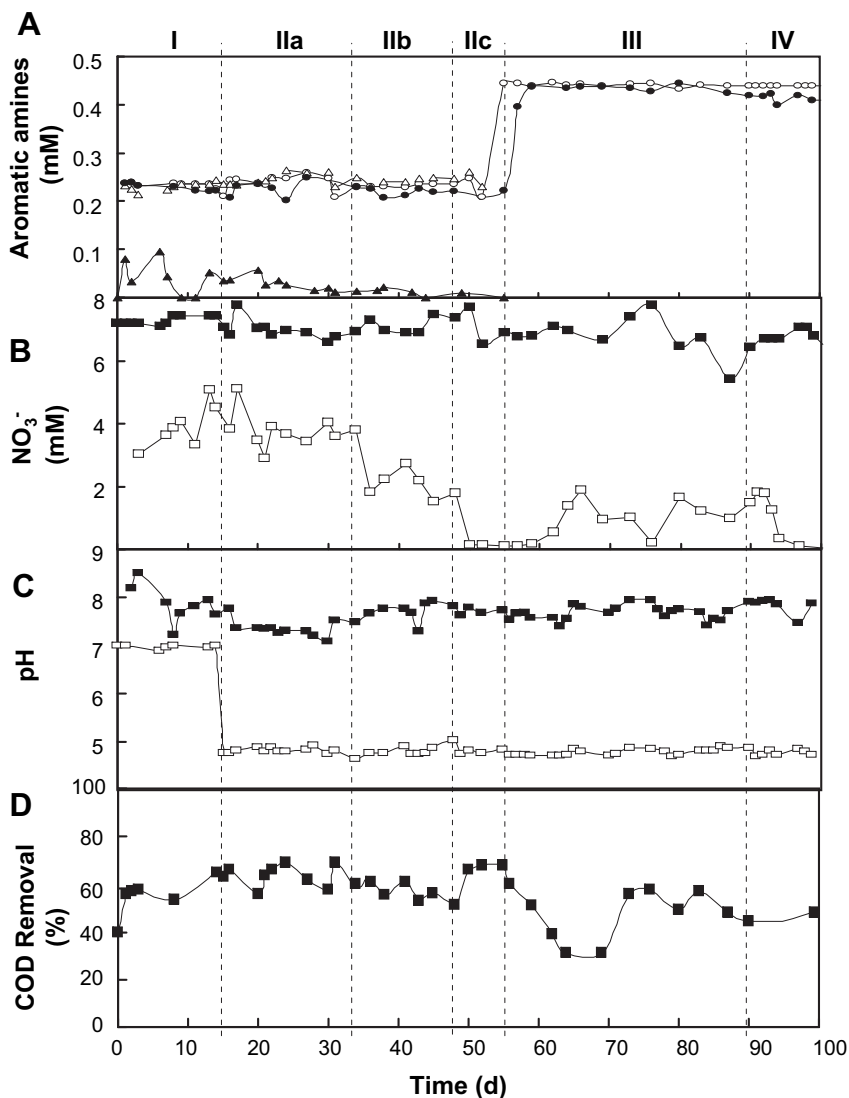 A
I IIa IIb IIc III IV
Aromatic amines
(mM)
0.5
0.4
0.3
0.2
0.1
B
NO₃⁻
(mM)
8
6
4
2
C
pH
9
8
7
6
5
D
COD Removal
(%)
100
80
60
40
80
0
0 10 20 30 40 50 60 70 80 90 100
Time (d)